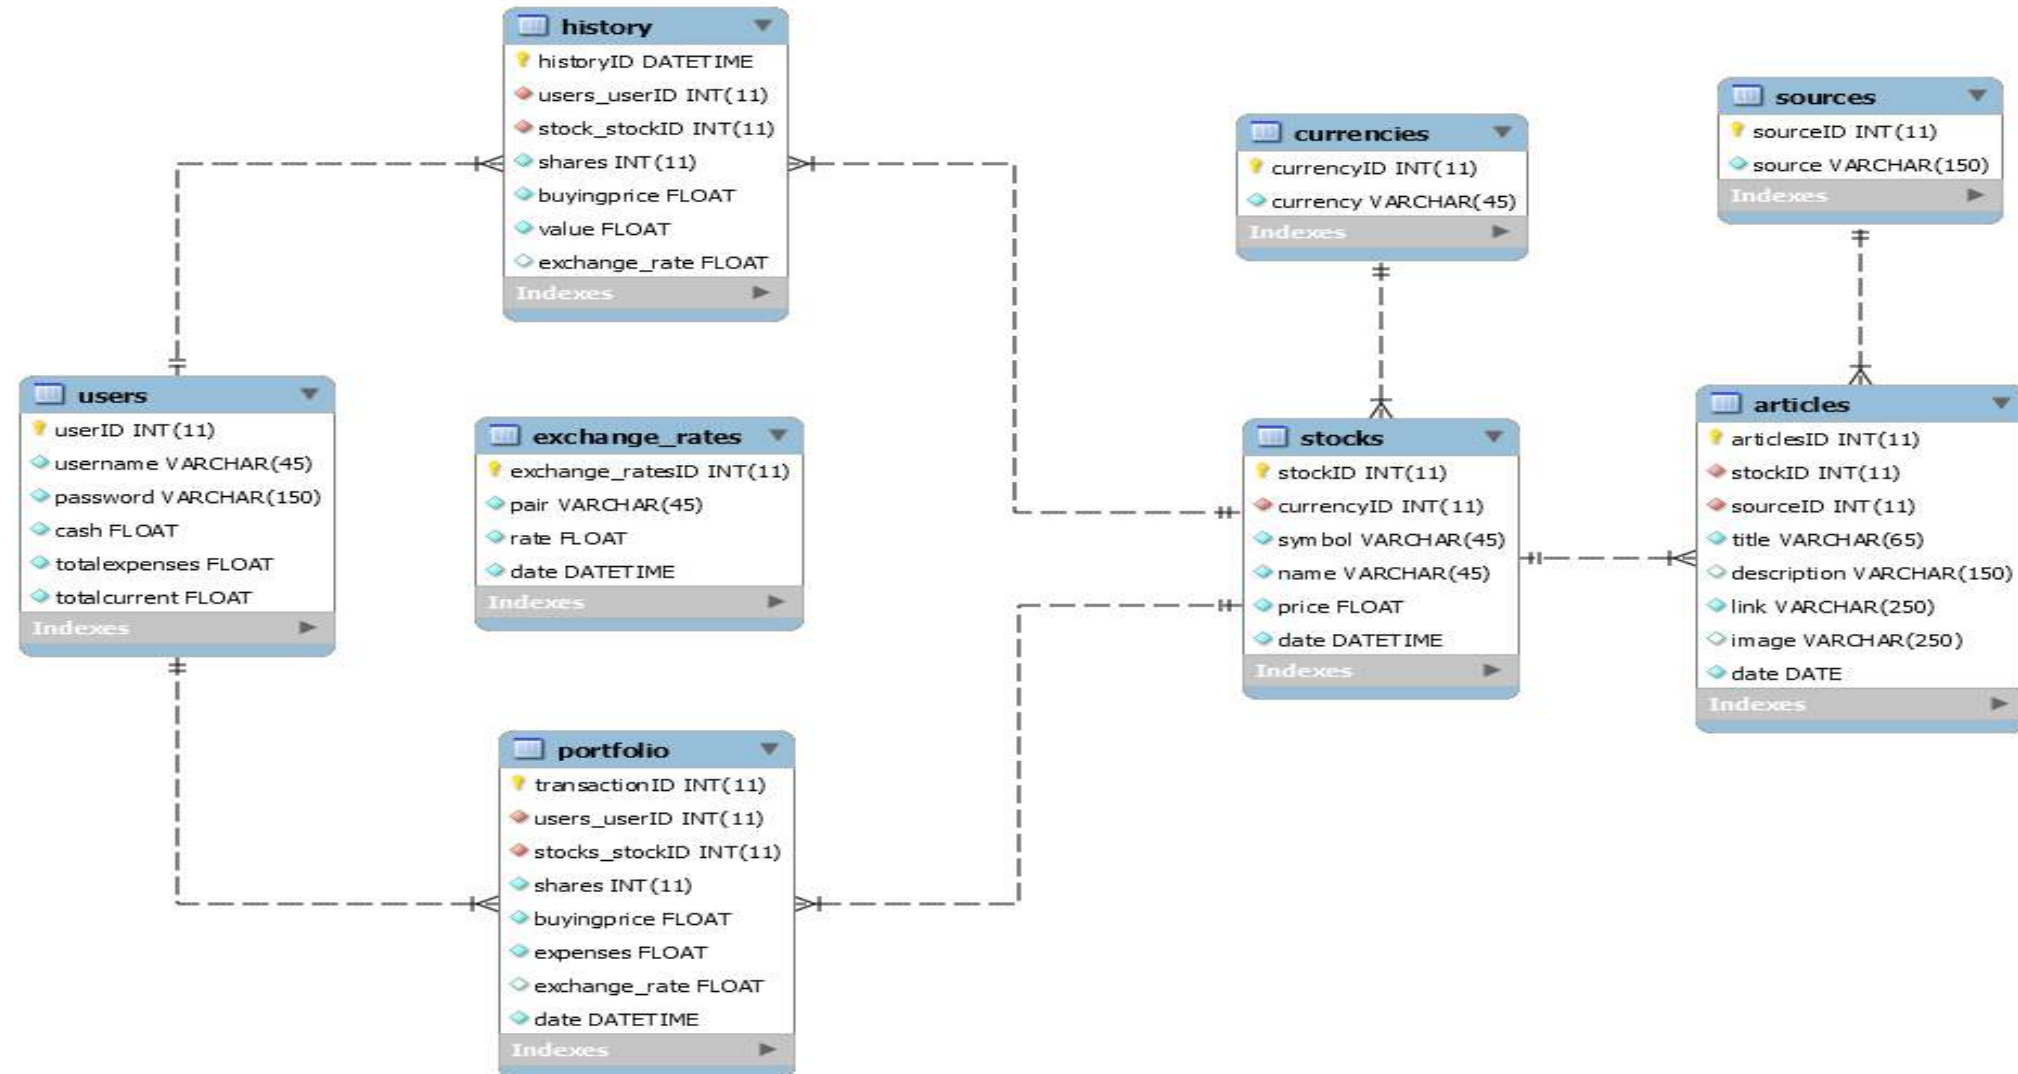 history
historyID DATETIME
users_userID INT(11)
stock_stockID INT(11)
shares INT(11)
buyingprice FLOAT
value FLOAT
exchange_rate FLOAT
Indexes
currencies
currencyID INT(11)
currency VARCHAR(45)
Indexes
sources
sourceID INT(11)
source VARCHAR(150)
Indexes
users
userID INT(11)
username VARCHAR(45)
password VARCHAR(150)
cash FLOAT
totalexpenses FLOAT
totalcurrent FLOAT
Indexes
exchange_rates
exchange_ratesID INT(11)
pair VARCHAR(45)
rate FLOAT
date DATETIME
Indexes
stocks
stockID INT(11)
currencyID INT(11)
symbol VARCHAR(45)
name VARCHAR(45)
price FLOAT
date DATETIME
Indexes
articles
articlesID INT(11)
stockID INT(11)
sourceID INT(11)
title VARCHAR(65)
description VARCHAR(150)
link VARCHAR(250)
image VARCHAR(250)
date DATE
Indexes
portfolio
transactionID INT(11)
users_userID INT(11)
stocks_stockID INT(11)
shares INT(11)
buyingprice FLOAT
expenses FLOAT
exchange_rate FLOAT
date DATETIME
Indexes